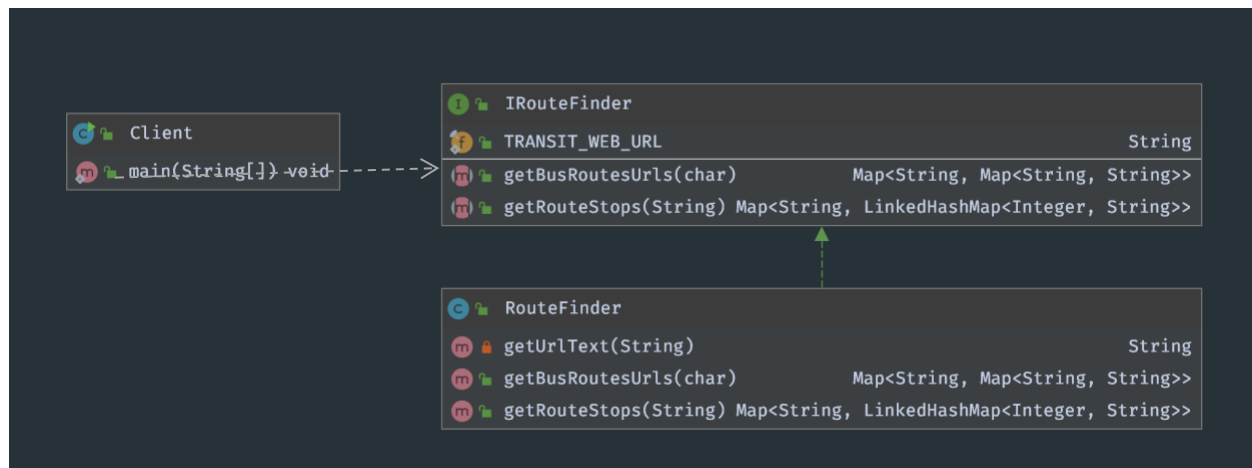 Client
main(String[]) void
IRouteFinder
TRANSIT_WEB_URL String
getBusRoutesUrls(char) Map<String, Map<String, String>>
getRouteStops(String) Map<String, LinkedHashMap<Integer, String>>
RouteFinder
getUrlText(String) String
getBusRoutesUrls(char) Map<String, Map<String, String>>
getRouteStops(String) Map<String, LinkedHashMap<Integer, String>>